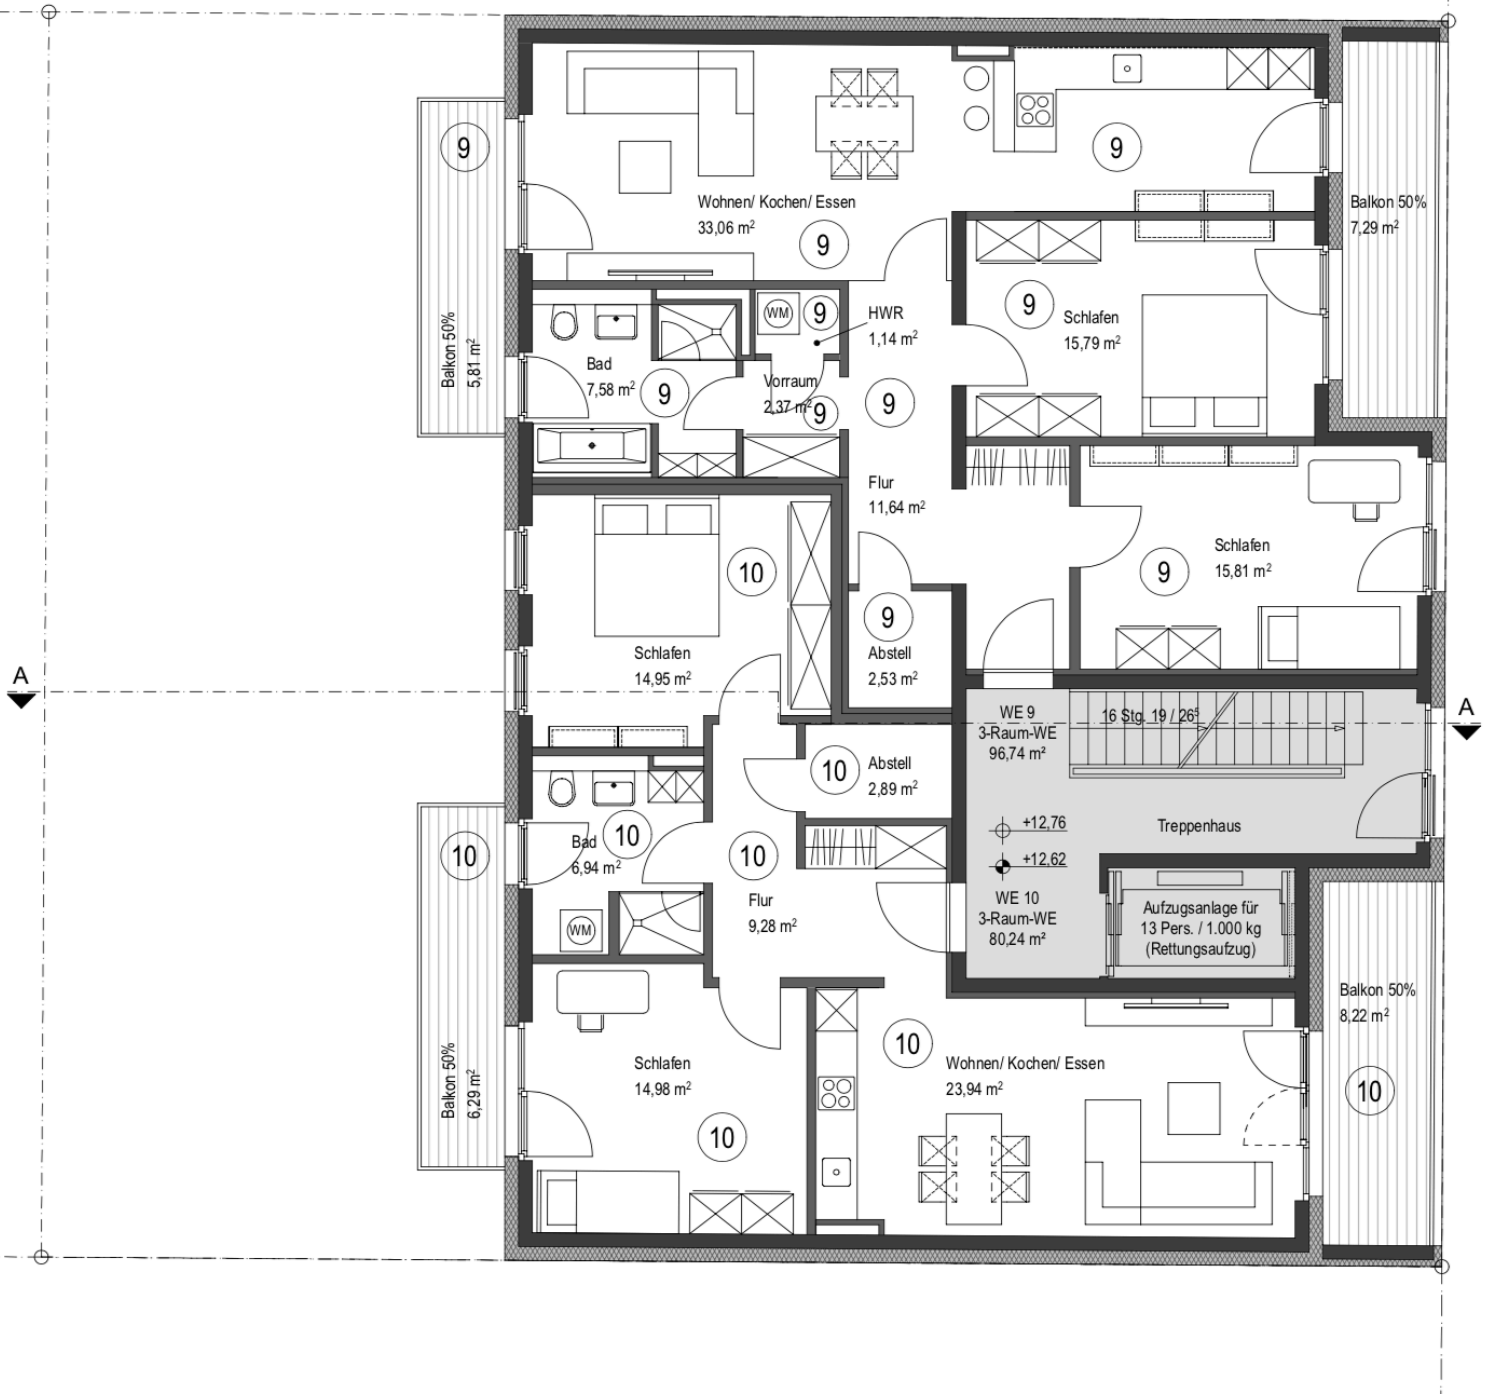 9
9
Wohnen/ Kochen/ Essen
33,06 m²
9
Balkon 50%
7,29 m²
Balkon 50%
5,81 m²
WM
9
HWR
1,14 m²
9
Schlafen
15,79 m²
Bad
7,58 m²
9
Vorraum
2,37 m²
9
9
Flur
11,64 m²
Schlafen
15,81 m²
9
10
9
Schlafen
14,95 m²
Abstell
2,53 m²
A
A
WE 9
3-Raum-WE
96,74 m²
16 Stg. 19 / 26⁵
10
Abstell
2,89 m²
+12,76
Treppenhaus
+12,62
10
Bad
6,94 m²
10
10
Flur
9,28 m²
WM
WE 10
3-Raum-WE
80,24 m²
Aufzugsanlage für
13 Pers. / 1.000 kg
(Rettungsaufzug)
Balkon 50%
8,22 m²
10
Balkon 50%
6,29 m²
Schlafen
14,98 m²
10
10
Wohnen/ Kochen/ Essen
23,94 m²